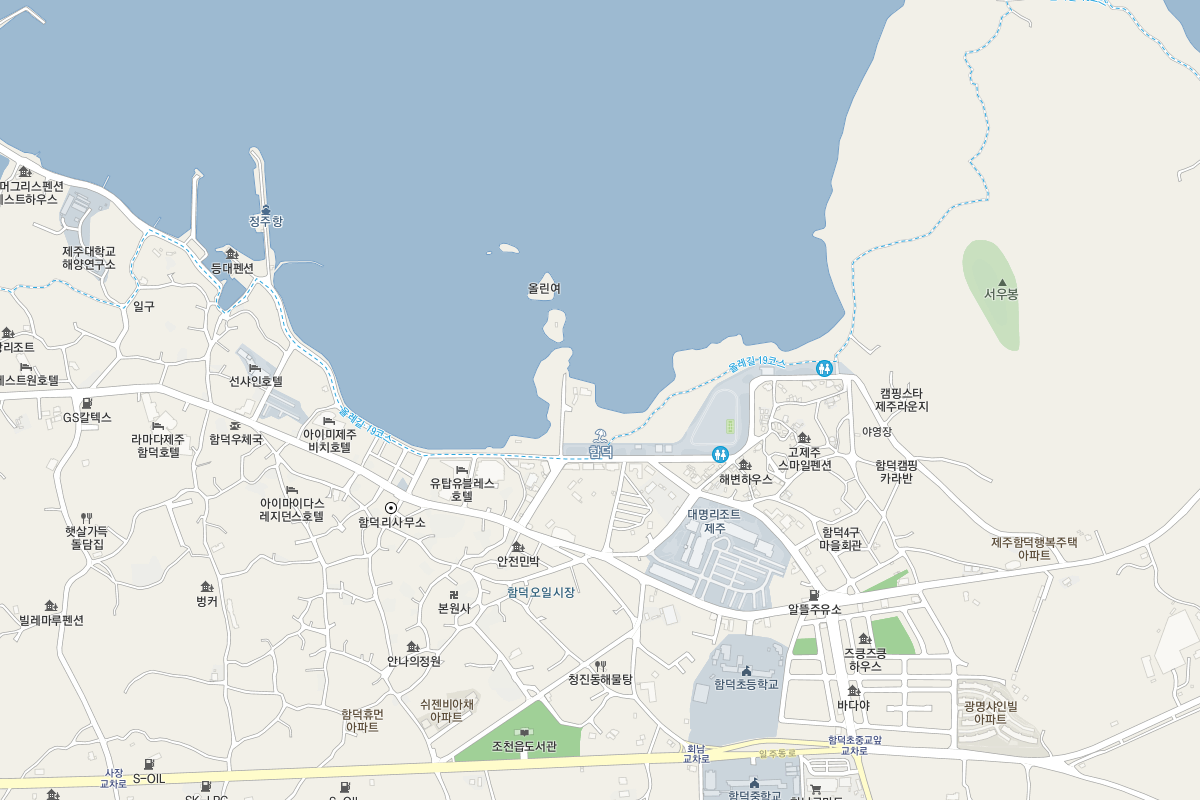 머그리스펜션
게스트하우스
제주대학교
해양연구소
정주항
등대펜션
올린여
서우봉
일구
선샤인호텔
GS칼텍스
라마다제주
함덕호텔
함덕우체국
아이미제주
비치호텔
올레길 19코스
올레길 19코스
캠핑스타
제주라운지
야영장
고제주
스마일펜션
함덕캠핑
카라반
함덕
해변하우스
유탑유블레스
호텔
아이마이다스
레지던스호텔
함덕리사무소
햇살가득
돌담집
대명리조트
제주
함덕4구
마을회관
제주함덕행복주택
아파트
안전민박
함덕오일시장
벙커
본원사
빌레마루펜션
알뜰주유소
즈킁즈킁
하우스
안나의정원
청진동해물탕
함덕초등학교
바다야
쉬젠비아채
아파트
함덕휴먼
아파트
광명샤인빌
아파트
조천읍도서관
회남
교차로
일주동로
함덕초중교앞
교차로
사장
교차로
S-OIL
SK LPG
S-OIL
함덕중학교